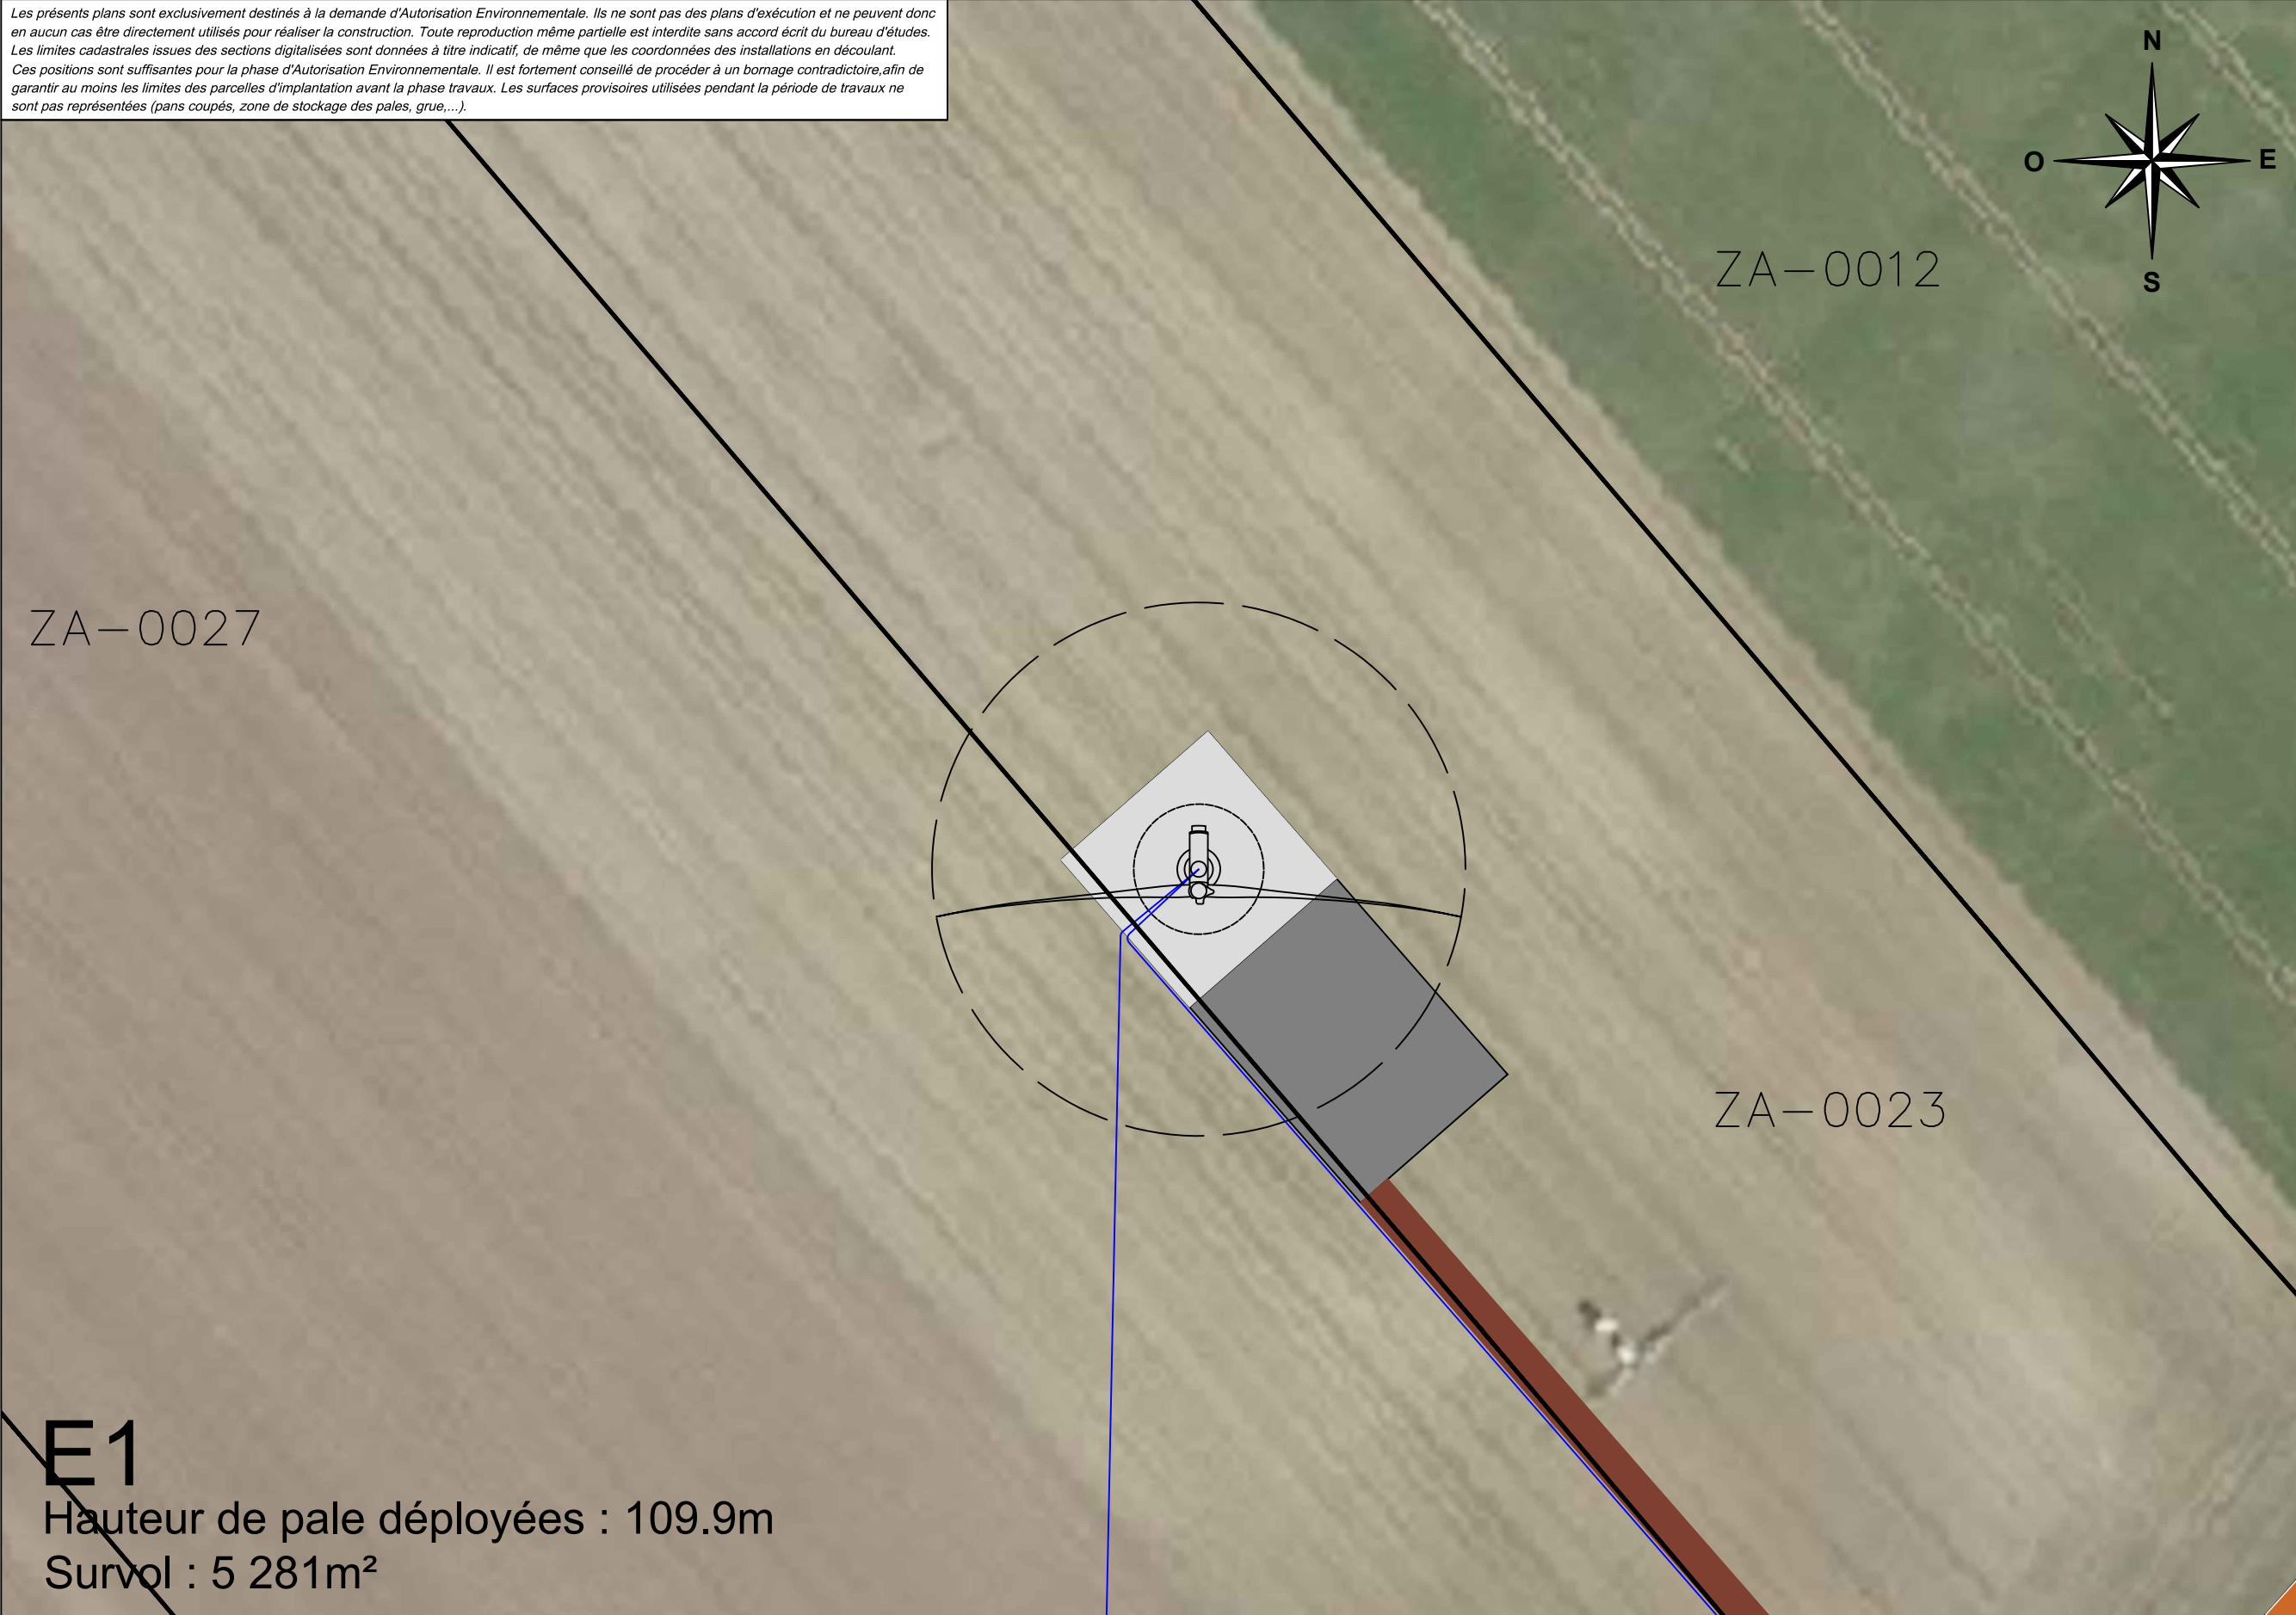 Les présents plans sont exclusivement destinés à la demande d'Autorisation Environnementale. Ils ne sont pas des plans d'exécution et ne peuvent donc
en aucun cas être directement utilisés pour réaliser la construction. Toute reproduction même partielle est interdite sans accord écrit du bureau d'études.
Les limites cadastrales issues des sections digitalisées sont données à titre indicatif, de même que les coordonnées des installations en découlant.
Ces positions sont suffisantes pour la phase d'Autorisation Environnementale. Il est fortement conseillé de procéder à un bornage contradictoire,afin de
garantir au moins les limites des parcelles d'implantation avant la phase travaux. Les surfaces provisoires utilisées pendant la période de travaux ne
sont pas représentées (pans coupés, zone de stockage des pales, grue,...).
N
O E
S
ZA-0012
ZA-0027
ZA-0023
E1
Hauteur de pale déployées : 109.9m
Survol : 5 281m²